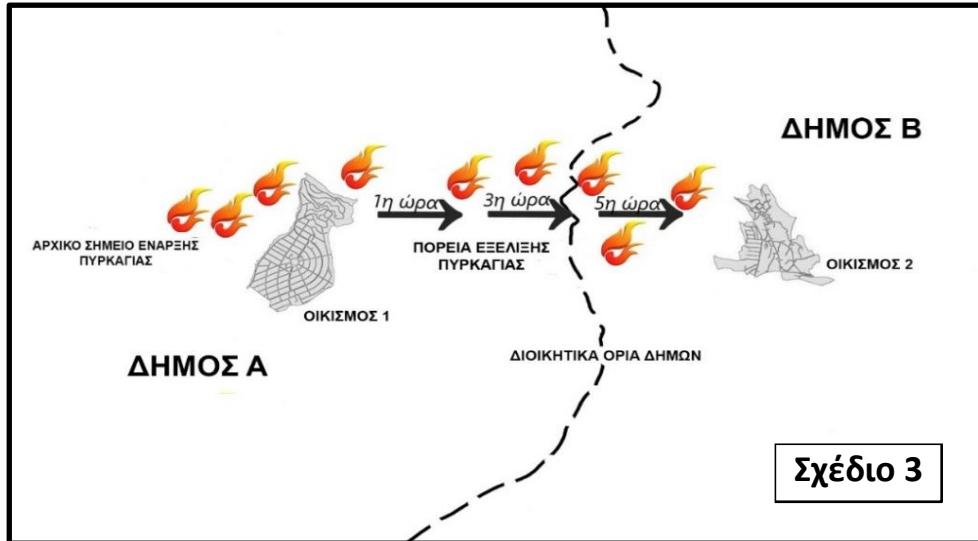 ΔΗΜΟΣ Β
1η ώρα
3η ώρα
5η ώρα
ΑΡΧΙΚΟ ΣΗΜΕΙΟ ΕΝΑΡΞΗΣ
ΠΥΡΚΑΓΙΑΣ
ΠΟΡΕΙΑ ΕΞΕΛΙΞΗΣ
ΠΥΡΚΑΓΙΑΣ
ΟΙΚΙΣΜΟΣ 2
ΟΙΚΙΣΜΟΣ 1
ΔΙΟΙΚΗΤΙΚΑ ΟΡΙΑ ΔΗΜΩΝ
ΔΗΜΟΣ Α
Σχέδιο 3